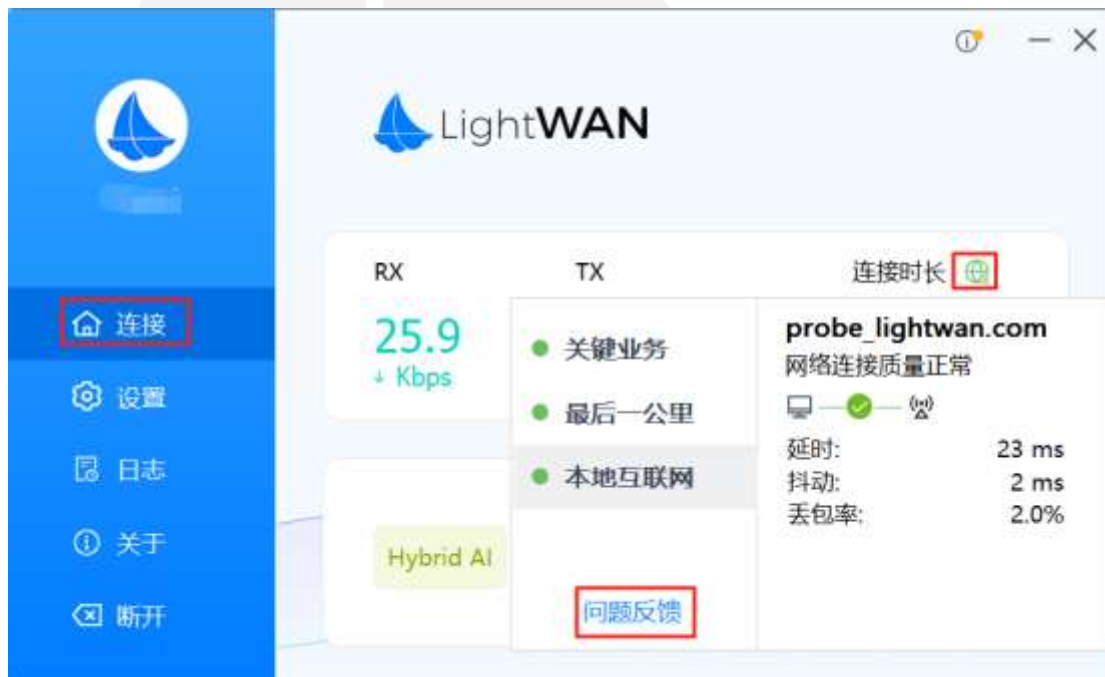 LightWAN
连接
设置
日志
关于
断开
RX
TX
连接时长
25.9
Kbps
Hybrid AI
关键业务
最后一公里
本地互联网
问题反馈
probe_lightwan.com
网络连接质量正常
延时: 23 ms
抖动: 2 ms
丢包率: 2.0%